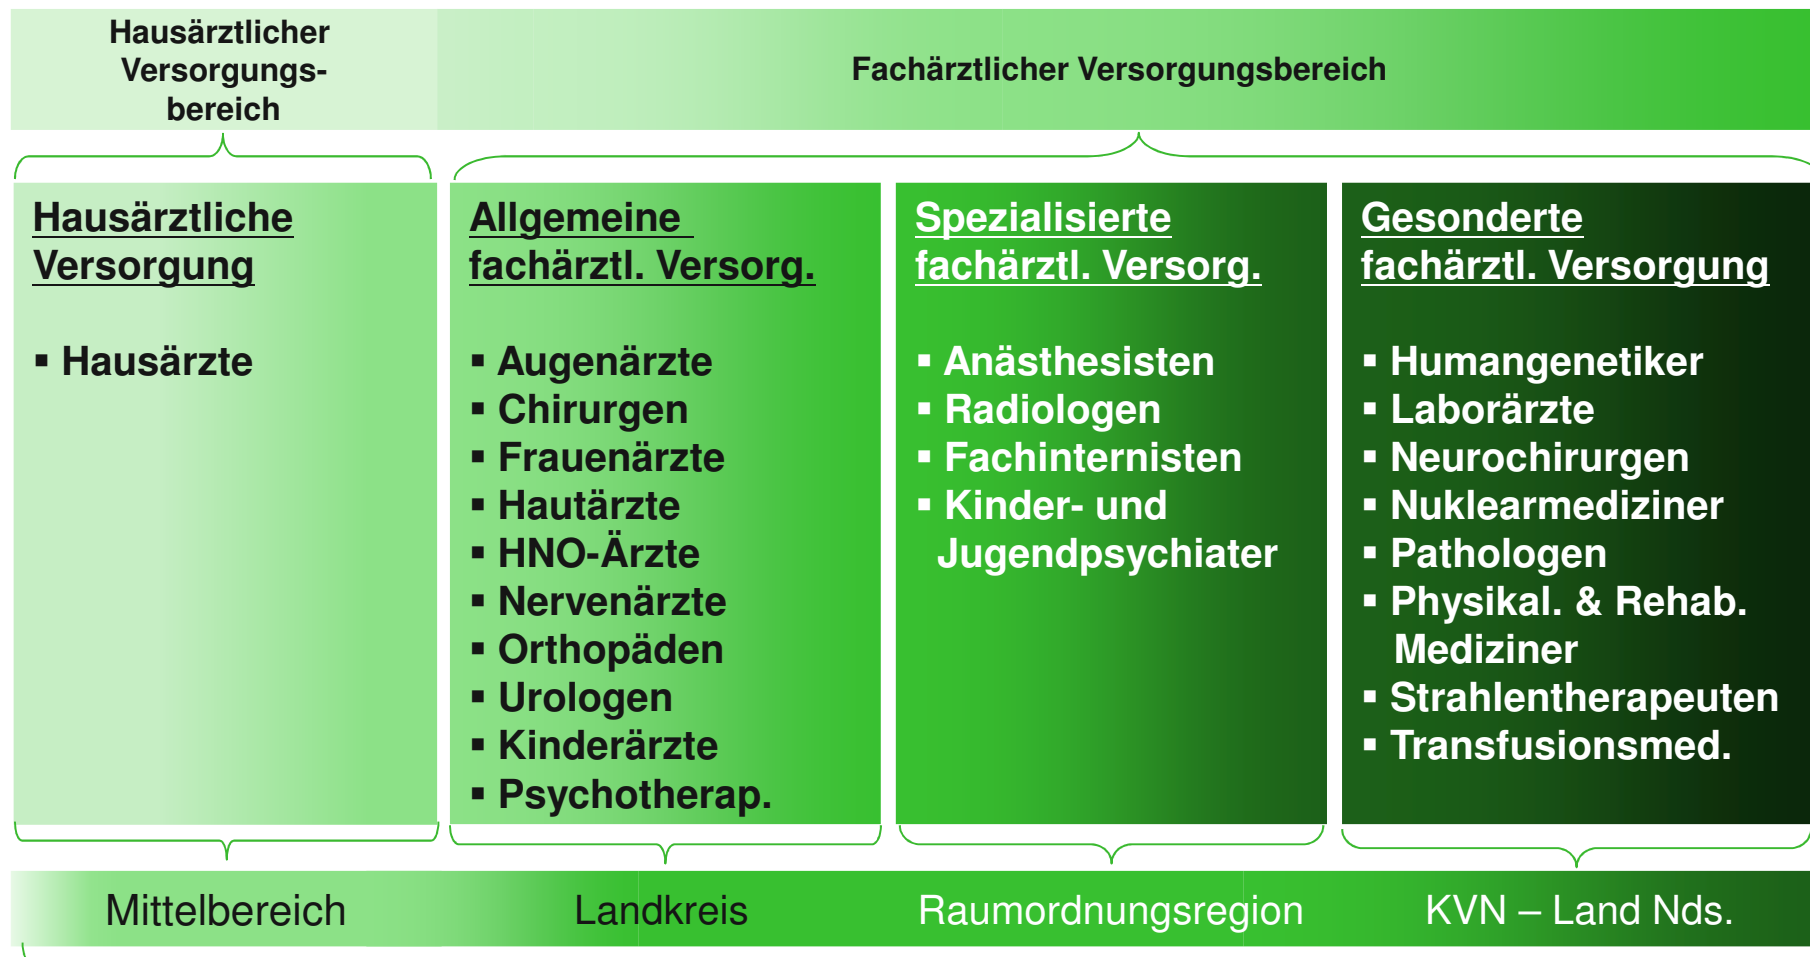 Hausärztlicher
Versorgungs-
bereich
Fachärztlicher Versorgungsbereich
Hausärztliche
Versorgung
▪ Hausärzte
Allgemeine
fachärztl. Versorg.
▪ Augenärzte
▪ Chirurgen
▪ Frauenärzte
▪ Hautärzte
▪ HNO-Ärzte
▪ Nervenärzte
▪ Orthopäden
▪ Urologen
▪ Kinderärzte
▪ Psychotherap.
Spezialisierte
fachärztl. Versorg.
▪ Anästhesisten
▪ Radiologen
▪ Fachinternisten
▪ Kinder- und
Jugendpsychiater
Gesonderte
fachärztl. Versorgung
▪ Humangenetiker
▪ Laborärzte
▪ Neurochirurgen
▪ Nuklearmediziner
▪ Pathologen
▪ Physikal. & Rehab.
Mediziner
▪ Strahlentherapeuten
▪ Transfusionsmed.
Mittelbereich
Landkreis
Raumordnungsregion
KVN – Land Nds.